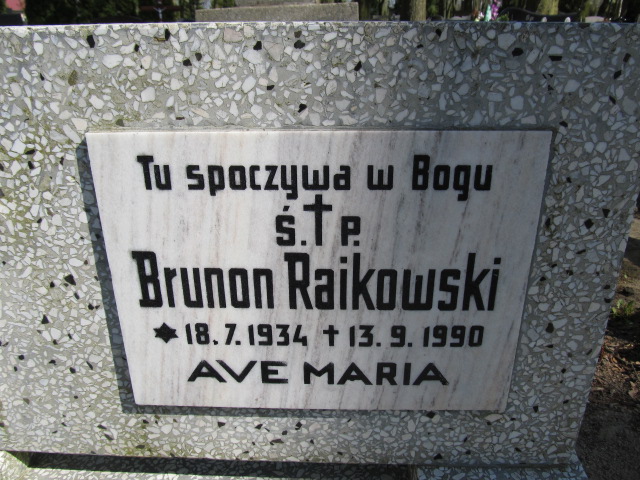 Tu spoczywa w Bogu
Ś. † P.
Brunon Raikowski
* 18.7.1934 † 13.9.1990
AVE MARIA